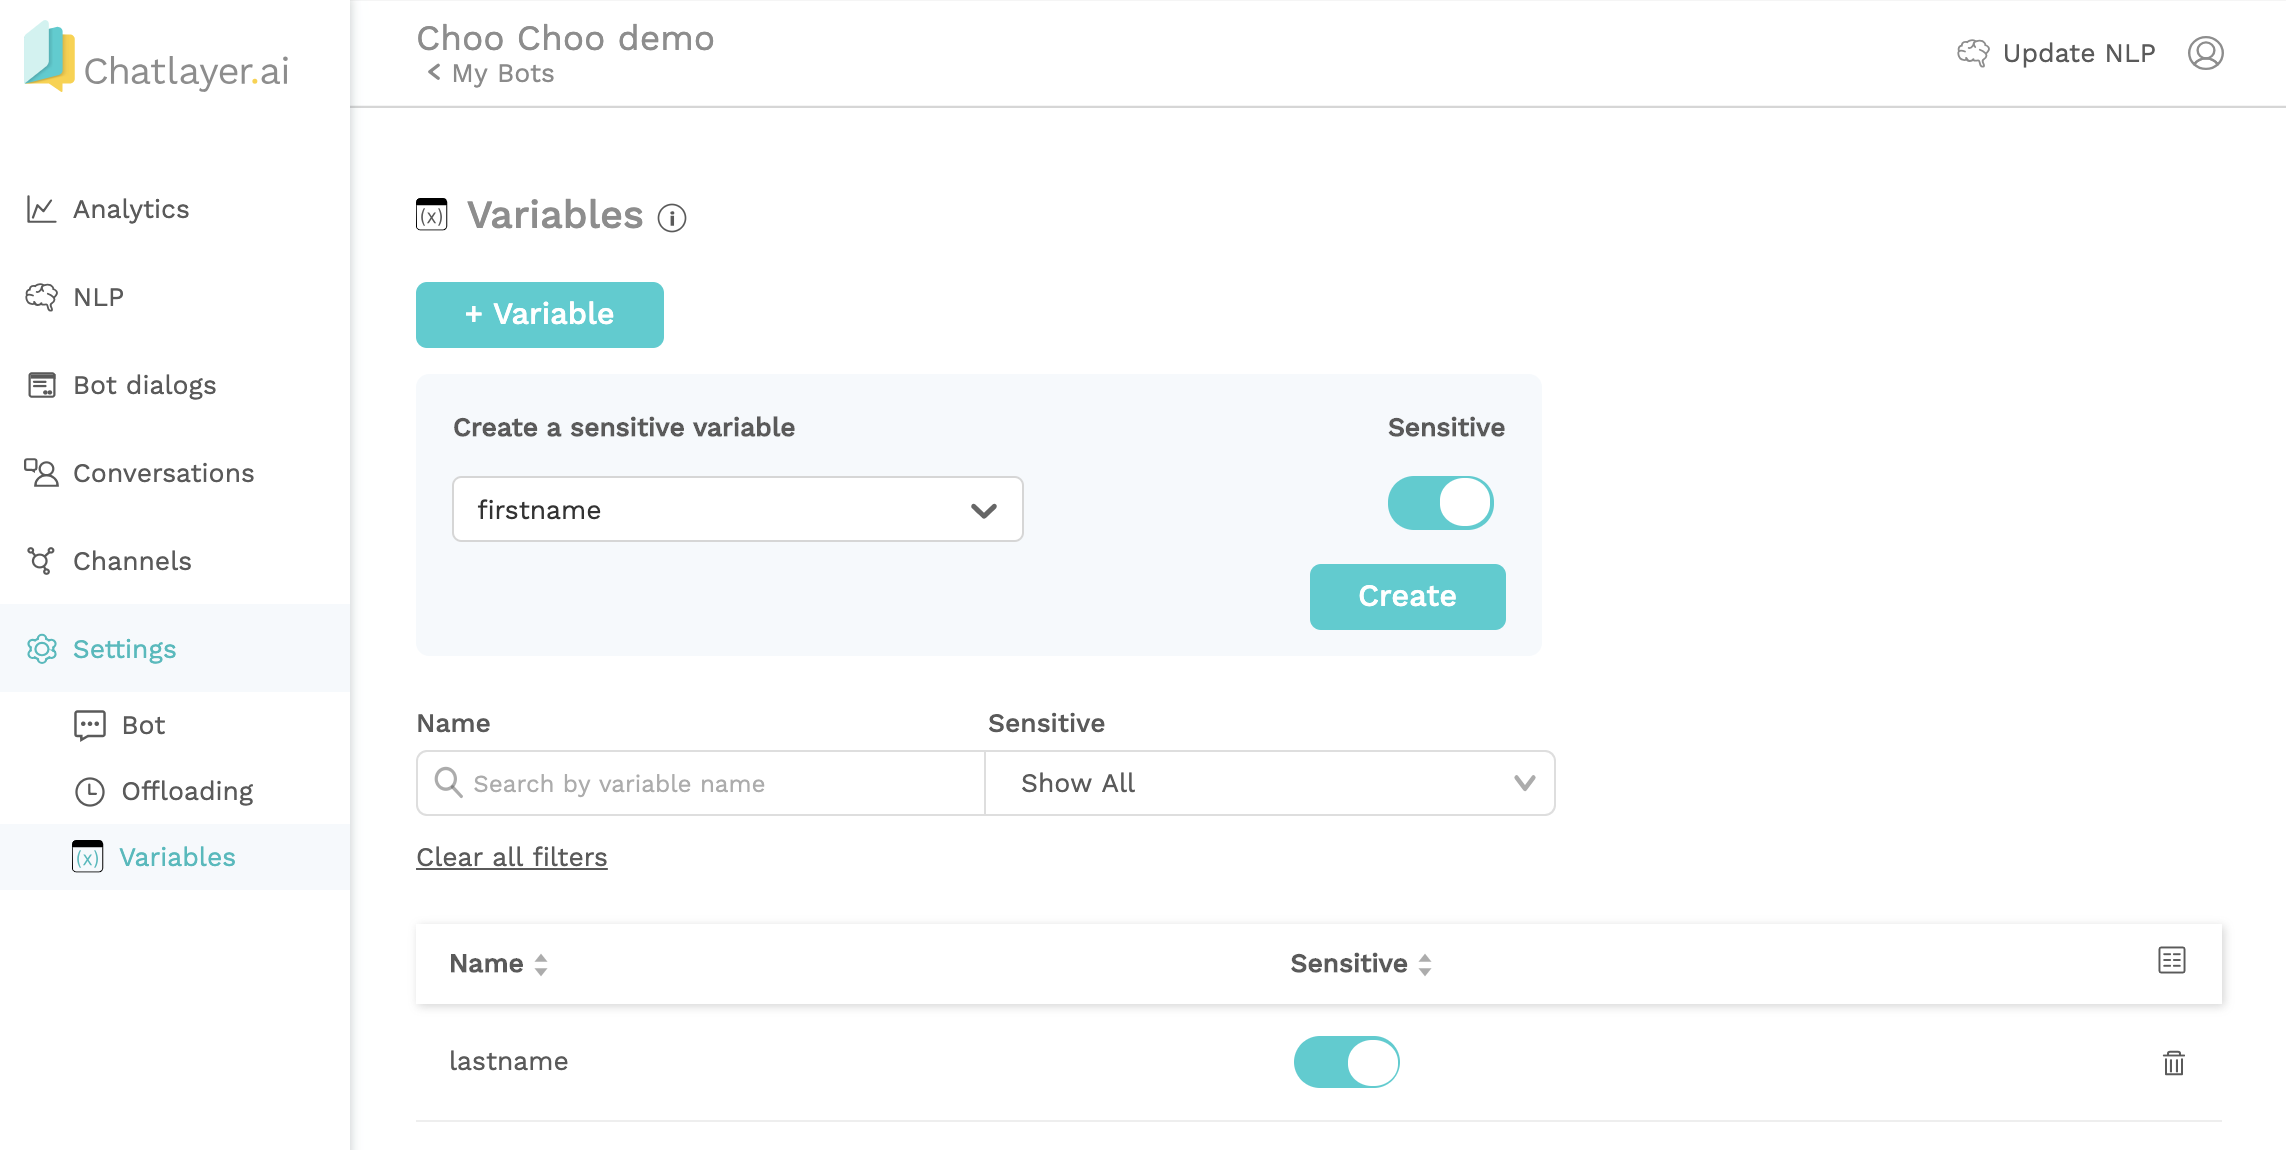 Chatlayer.ai
Analytics
NLP
Bot dialogs
Conversations
Channels
Settings
Bot
Offloading
(x) Variables
Choo Choo demo
< My Bots
Update NLP
(x) Variables i
+ Variable
Create a sensitive variable
Sensitive
firstname
Create
Name
Sensitive
Search by variable name
Show All
Clear all filters
Name
Sensitive
lastname